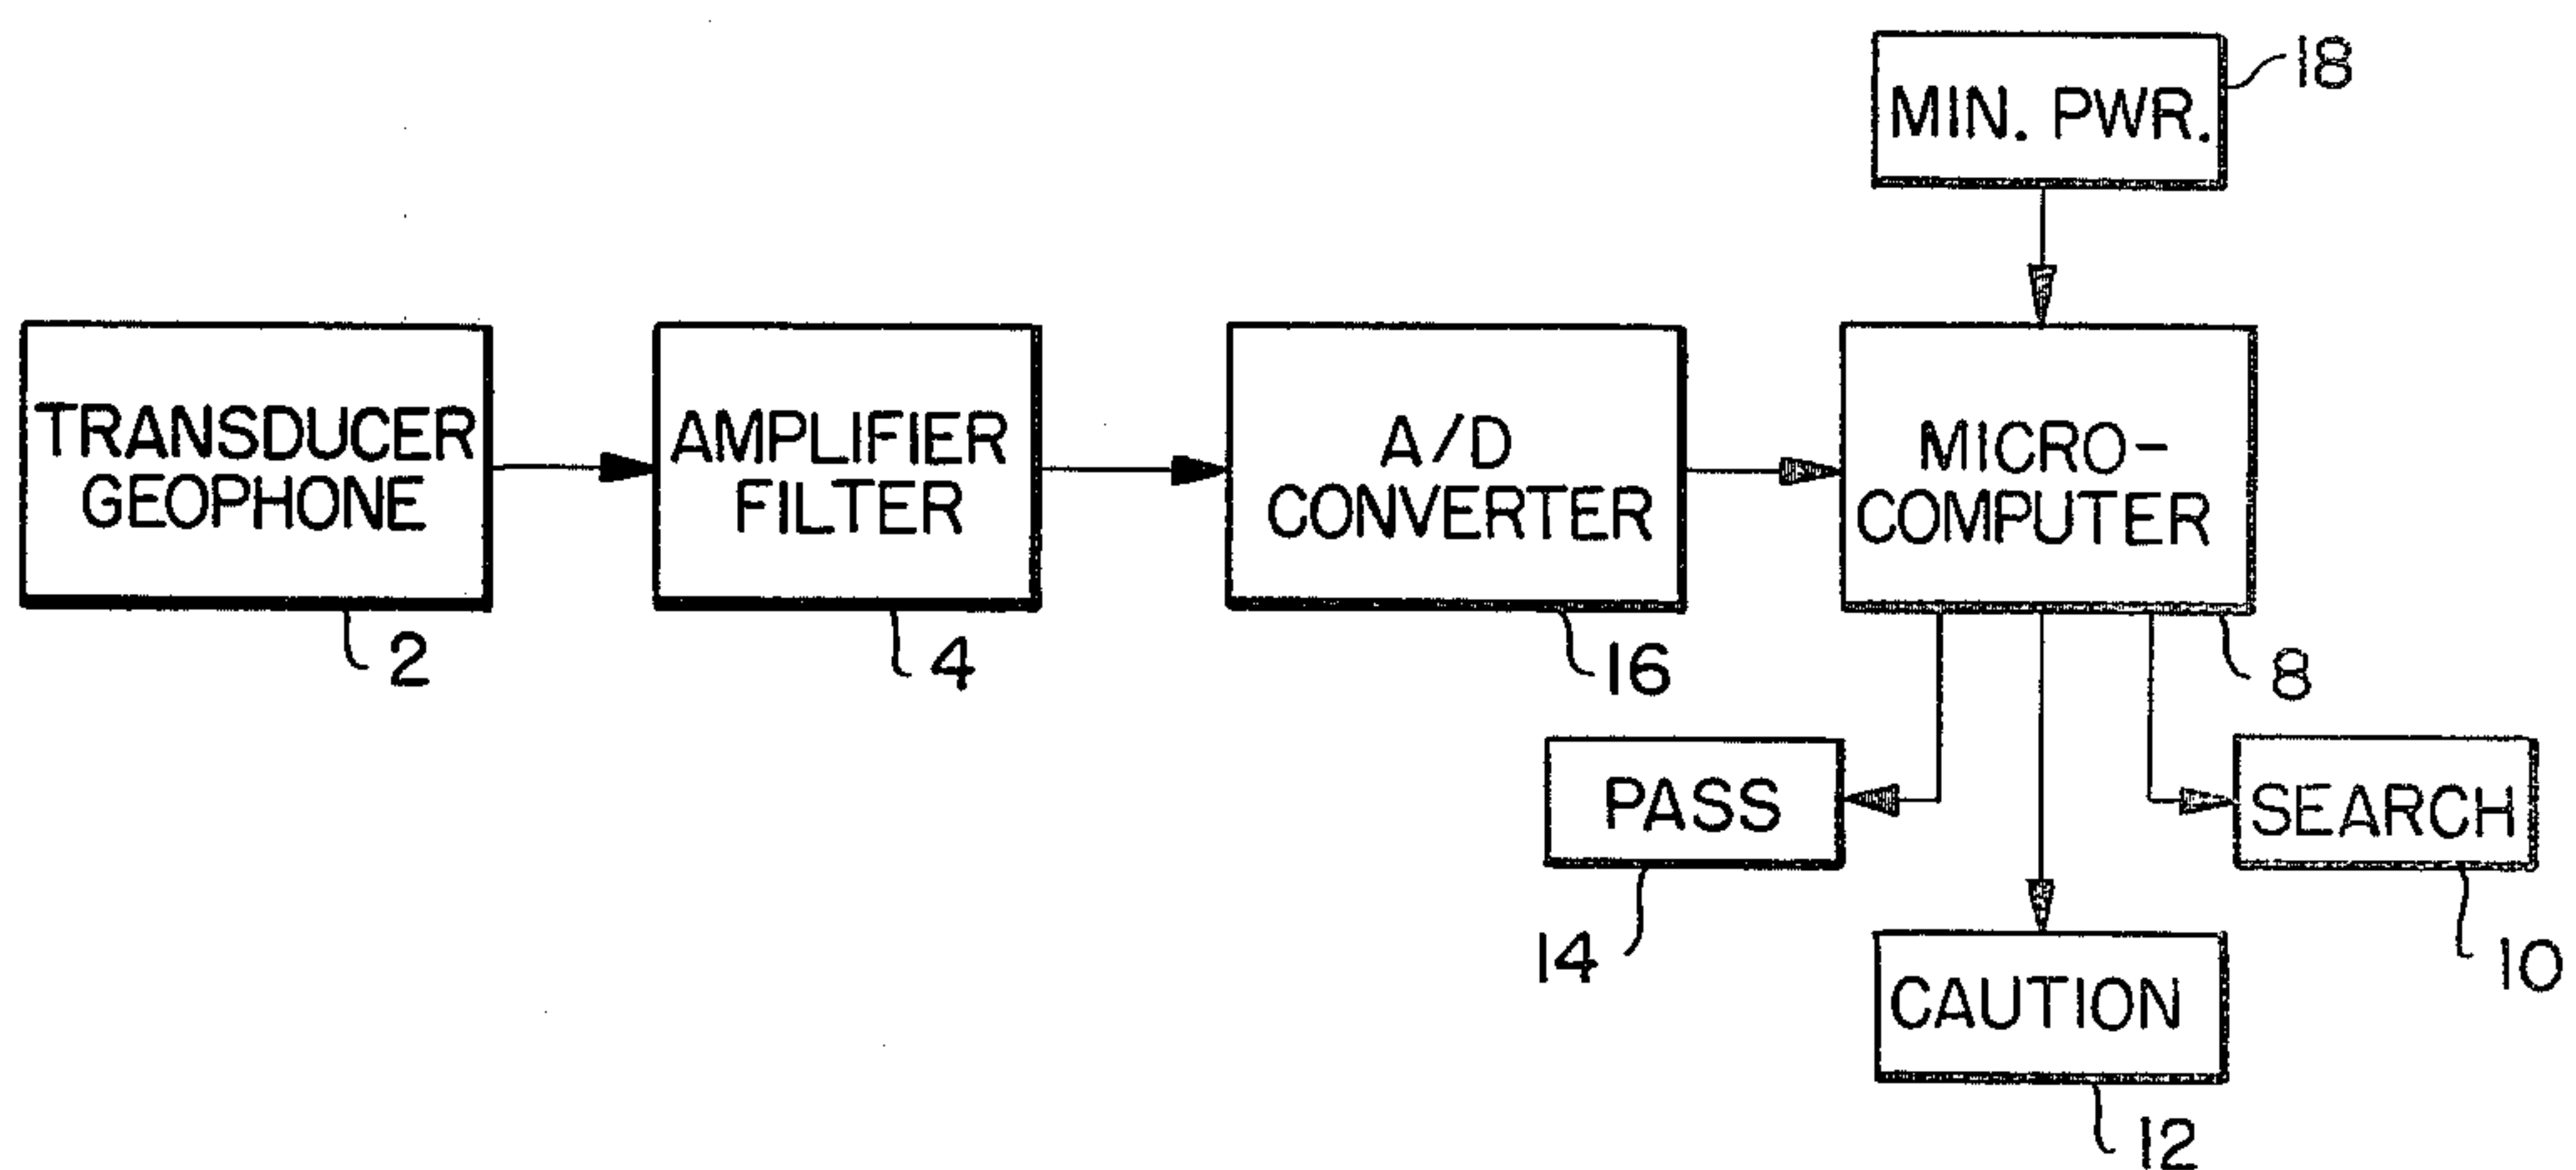 MIN. PWR.
18
TRANSDUCER
GEOPHONE
2
AMPLIFIER
FILTER
4
A/D
CONVERTER
16
MICRO-
COMPUTER
8
PASS
14
SEARCH
10
CAUTION
12